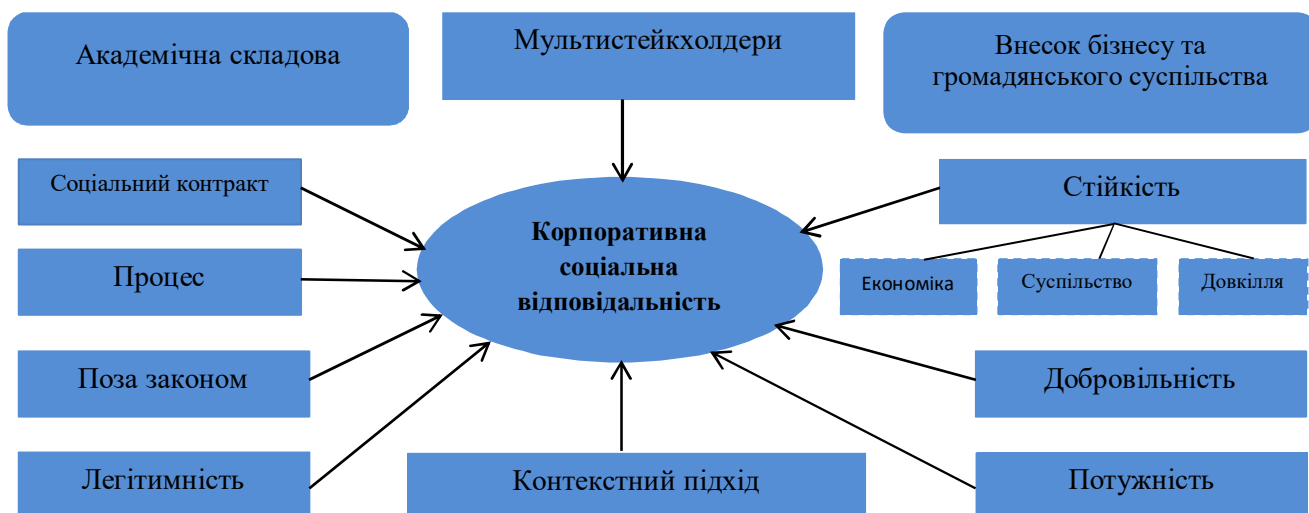 Академічна складова
Мультистейкхолдери
Внесок бізнесу та
громадянського суспільства
Соціальний контракт
Стійкість
Корпоративна
соціальна
відповідальність
Процес
Економіка
Суспільство
Довкілля
Поза законом
Добровільність
Легітимність
Контекстний підхід
Потужність